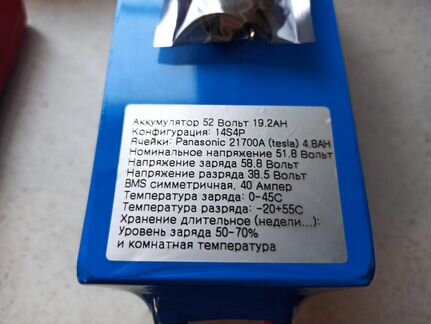 Аккумулятор 52 Вольт 19.2AH
Конфигурация: 14S4P
Ячейки: Panasonic 21700A (tesla) 4.8AH
Номинальное напряжение 51.8 Вольт
Напряжение заряда 58.8 Вольт
Напряжение разряда 38.5 Вольт
BMS симметричная, 40 Ампер
Температура заряда: 0-45С
Температура разряда: -20+55С
Хранение длительное (недели...):
Уровень заряда 50-70%
и комнатная температура